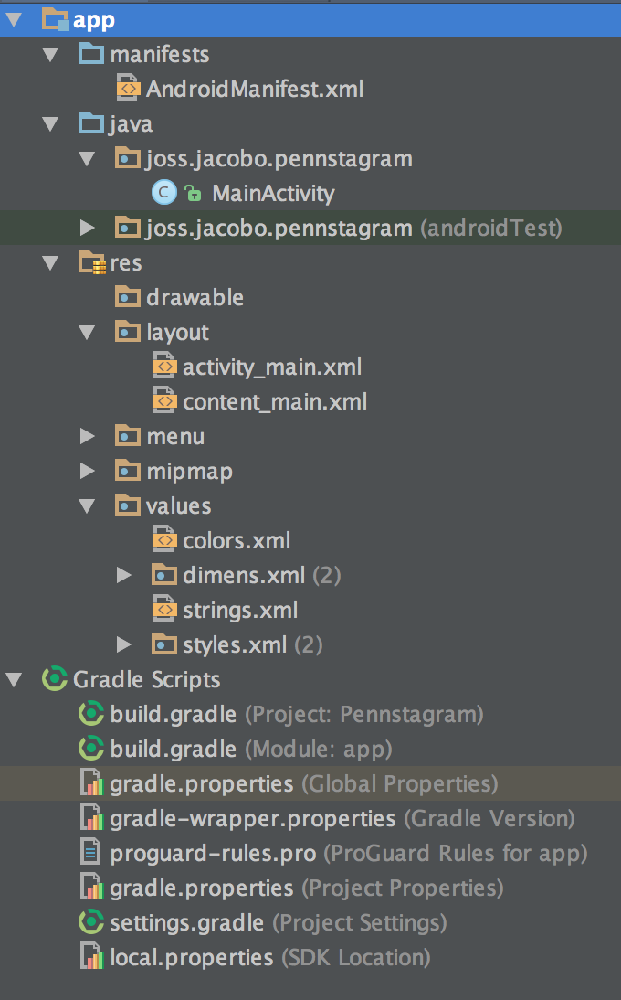 app
manifests
AndroidManifest.xml
java
joss.jacobo.pennstagram
C MainActivity
joss.jacobo.pennstagram (androidTest)
res
drawable
layout
activity_main.xml
content_main.xml
menu
mipmap
values
colors.xml
dimens.xml (2)
strings.xml
styles.xml (2)
Gradle Scripts
build.gradle (Project: Pennstagram)
build.gradle (Module: app)
gradle.properties (Global Properties)
gradle-wrapper.properties (Gradle Version)
proguard-rules.pro (ProGuard Rules for app)
gradle.properties (Project Properties)
settings.gradle (Project Settings)
local.properties (SDK Location)